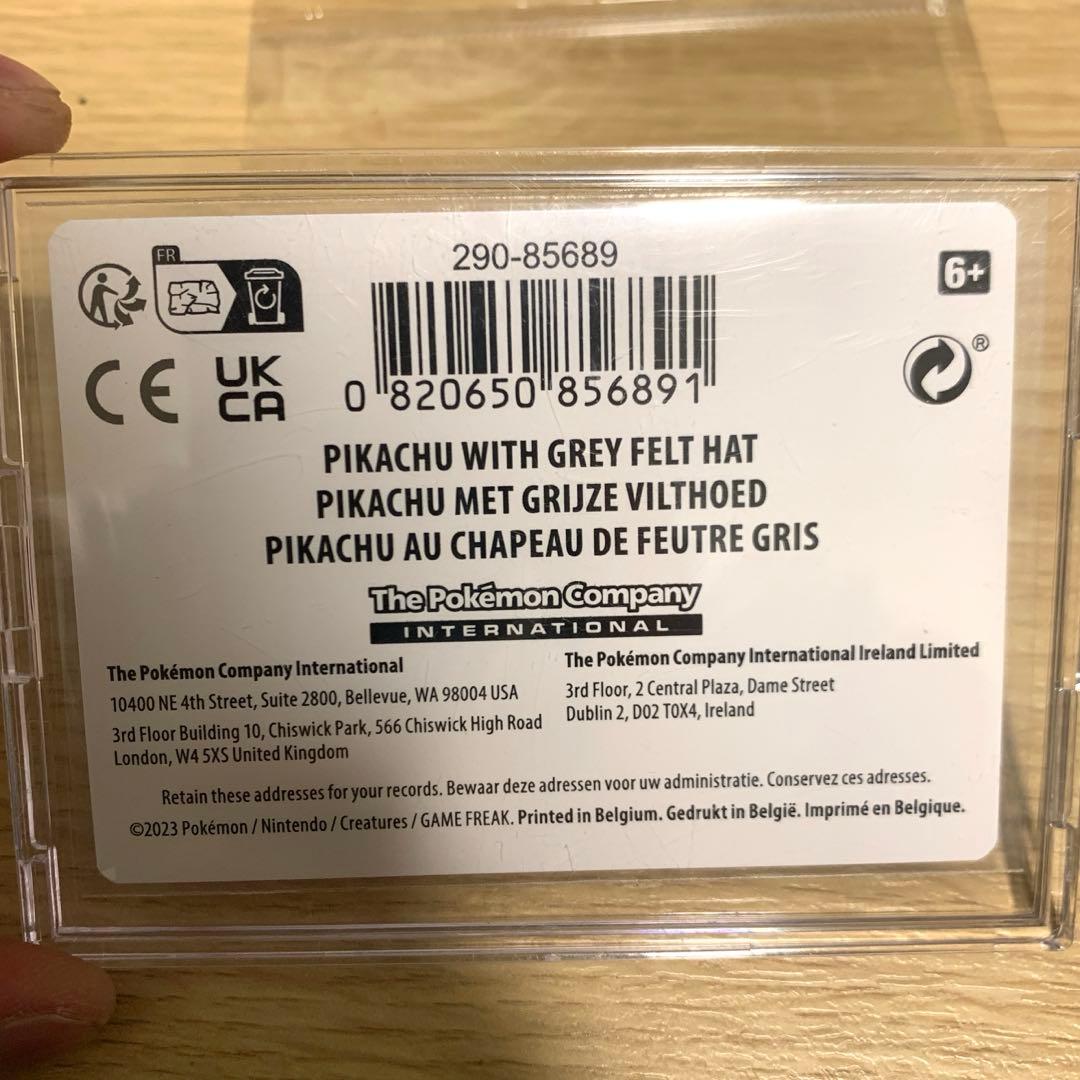 FR
290-85689
6+
CE
UK
CA
®
0 820650 856891
PIKACHU WITH GREY FELT HAT
PIKACHU MET GRIJZE VILTHOED
PIKACHU AU CHAPEAU DE FEUTRE GRIS
The Pokémon Company
INTERNATIONAL
The Pokémon Company International
10400 NE 4th Street, Suite 2800, Bellevue, WA 98004 USA
3rd Floor Building 10, Chiswick Park, 566 Chiswick High Road
London, W4 5XS United Kingdom
The Pokémon Company International Ireland Limited
3rd Floor, 2 Central Plaza, Dame Street
Dublin 2, D02 T0X4, Ireland
Retain these addresses for your records. Bewaar deze adressen voor uw administratie. Conservez ces adresses.
©2023 Pokémon / Nintendo / Creatures / GAME FREAK. Printed in Belgium. Gedrukt in België. Imprimé en Belgique.